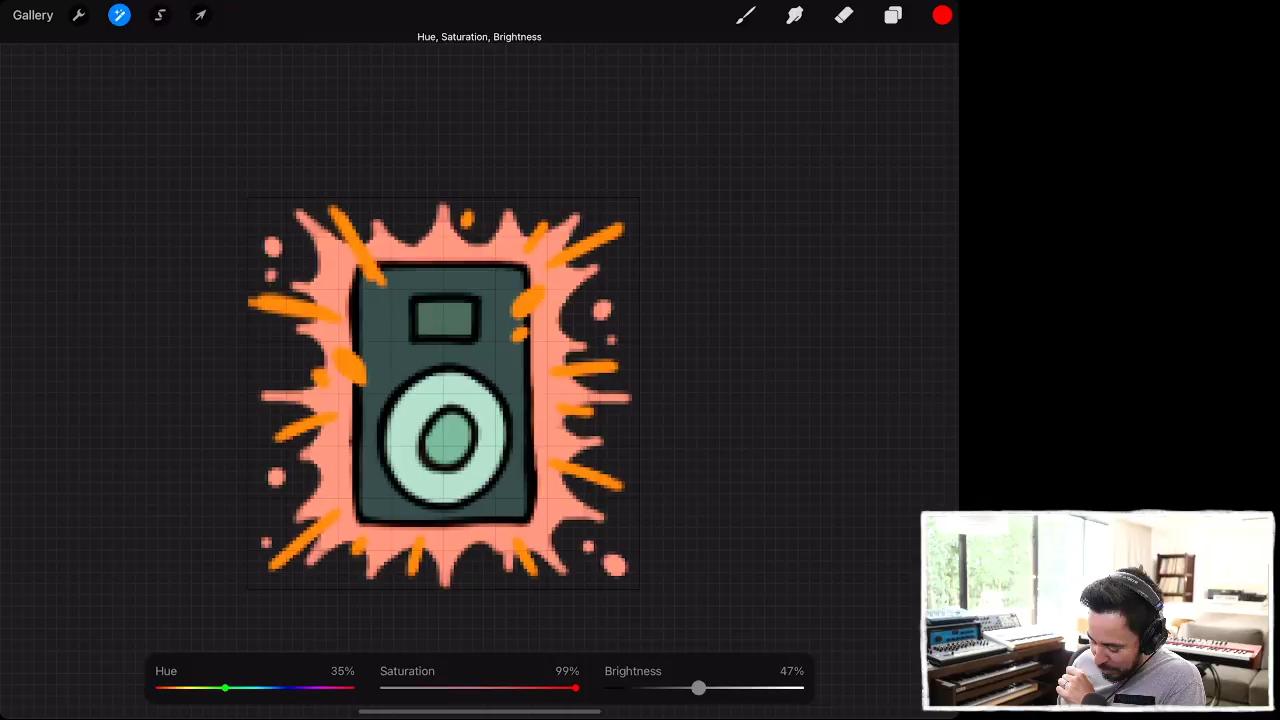 Gallery
Hue, Saturation, Brightness
Hue 35% Saturation 99% Brightness 47%